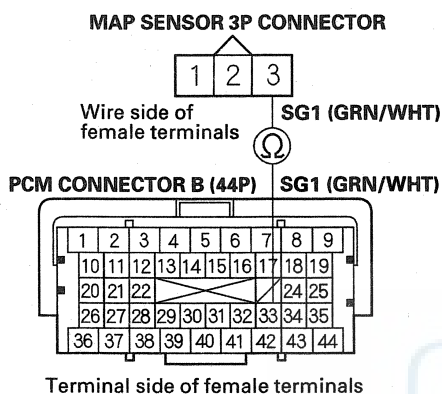 MAP SENSOR 3P CONNECTOR
1 2 3
Wire side of
female terminals
SG1 (GRN/WHT)
Ω
PCM CONNECTOR B (44P)
SG1 (GRN/WHT)
1 2 3 4 5 6 7 8 9
10 11 12 13 14 15 16 17 18 19
20 21 22 24 25
26 27 28 29 30 31 32 33 34 35
36 37 38 39 40 41 42 43 44
Terminal side of female terminals